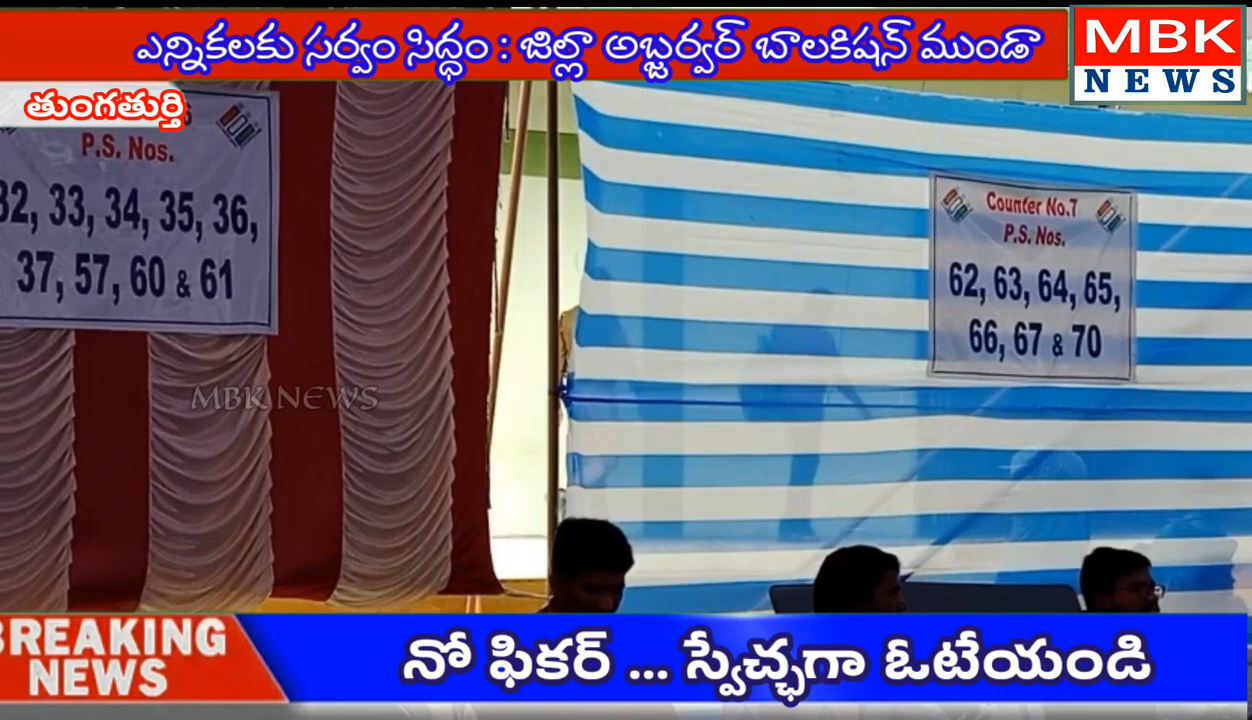 ఎన్నికలకు సర్వం సిద్ధం : జిల్లా అబ్జర్వర్ బాలకిషన్ ముండా
MBK
NEWS
తుంగతుర్తి
P.S. Nos.
32, 33, 34, 35, 36,
37, 57, 60 & 61
Counter No.7
P.S. Nos.
62, 63, 64, 65,
66, 67 & 70
MBK NEWS
BREAKING
NEWS
నో ఫికర్ ... స్వేచ్ఛగా ఓటేయండి